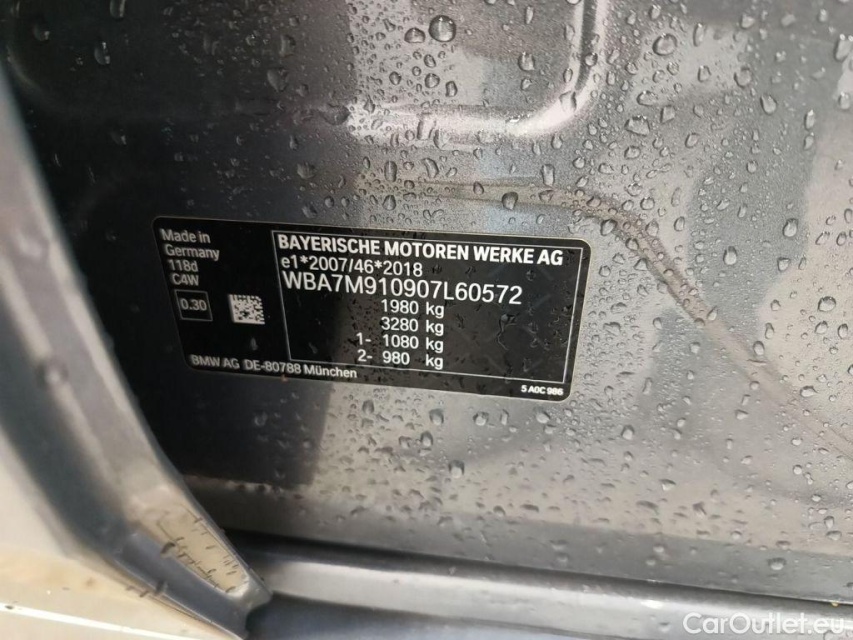 Made in
Germany
118d
C4W
0.30
BAYERISCHE MOTOREN WERKE AG
e1*2007/46*2018
WBA7M910907L60572
1980 kg
3280 kg
1- 1080 kg
2- 980 kg
BMW AG DE-80788 München
5 A0C 986
CarOutlet.eu